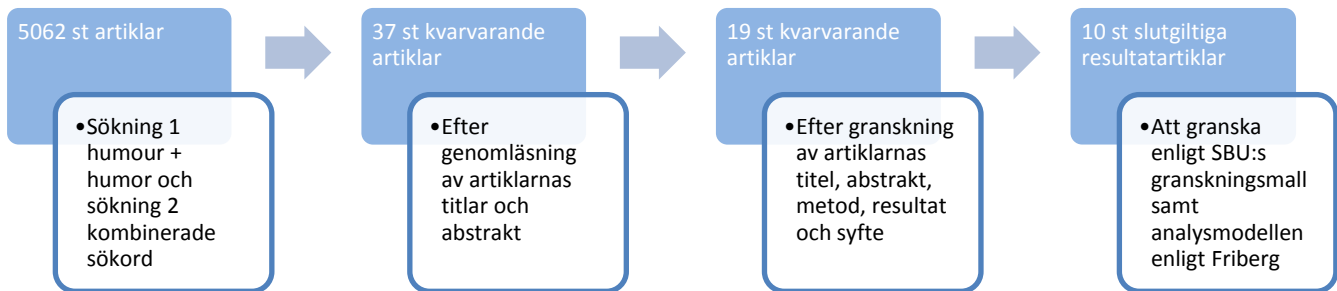 5062 st artiklar
•Sökning 1
humour +
humor och
sökning 2
kombinerade
sökord
37 st kvarvarande
artiklar
•Efter
genomläsning
av artiklarnas
titlar och
abstrakt
19 st kvarvarande
artiklar
•Efter granskning
av artiklarnas
titel, abstrakt,
metod, resultat
och syfte
10 st slutgiltiga
resultatartiklar
•Att granska
enligt SBU:s
granskningsmall
samt
analysmodellen
enligt Friberg